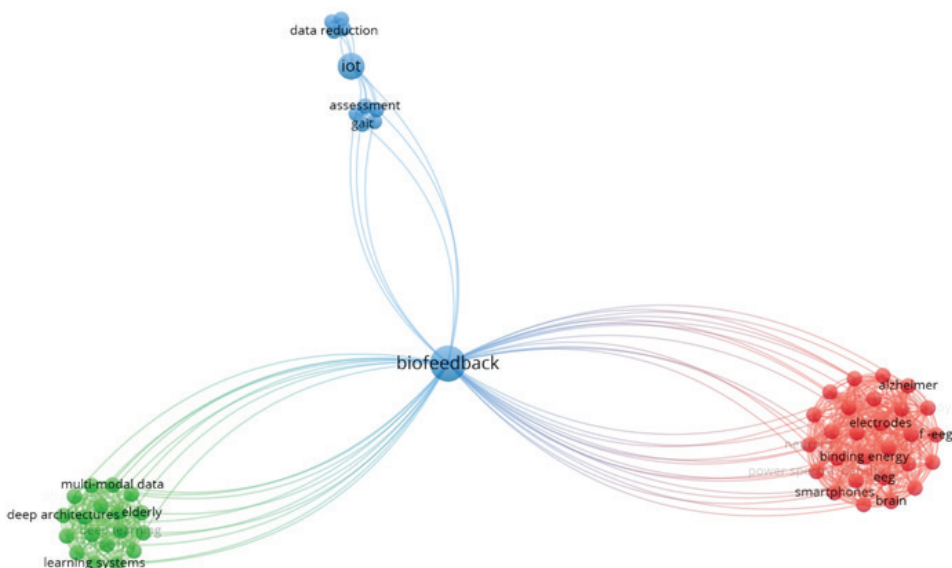 data reduction
iot
assessment
gait
biofeedback
alzheimer
electrodes
f -eeg
binding energy
eeg
smartphones
brain
multi-modal data
deep architectures
elderly
learning systems